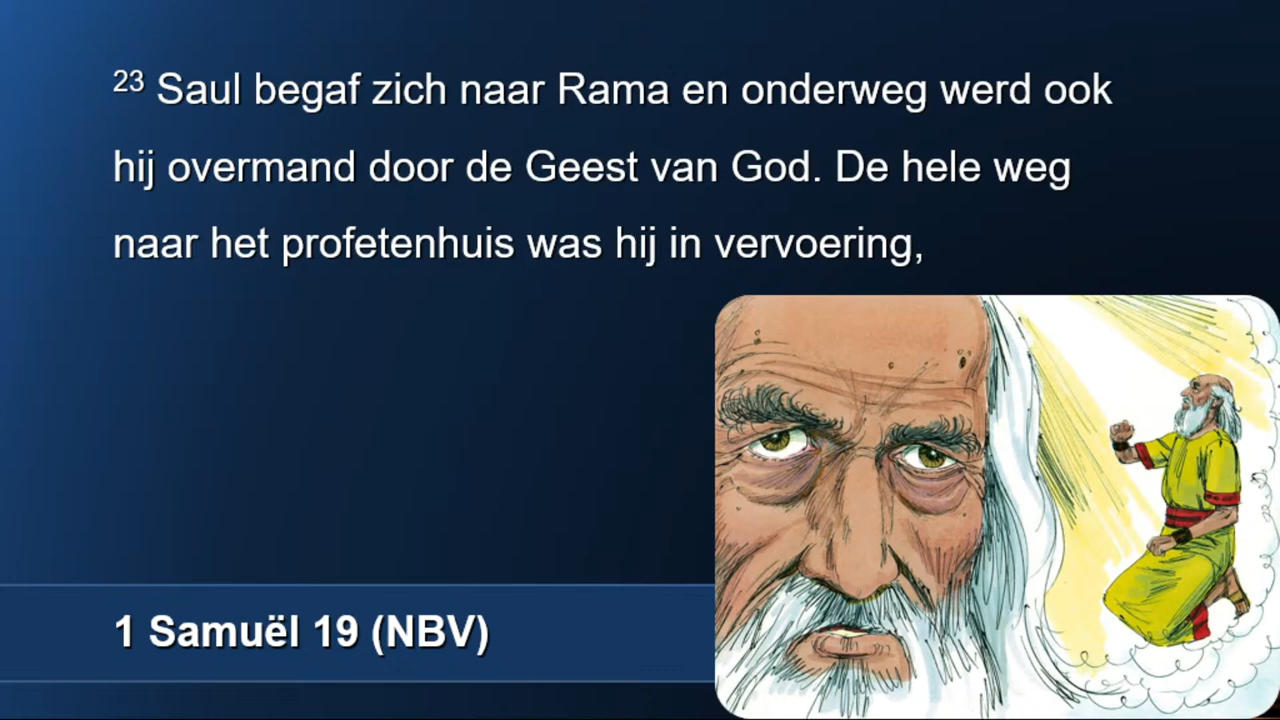 23 Saul begaf zich naar Rama en onderweg werd ook
hij overmand door de Geest van God. De hele weg
naar het profetenhuis was hij in vervoering,
1 Samuël 19 (NBV)